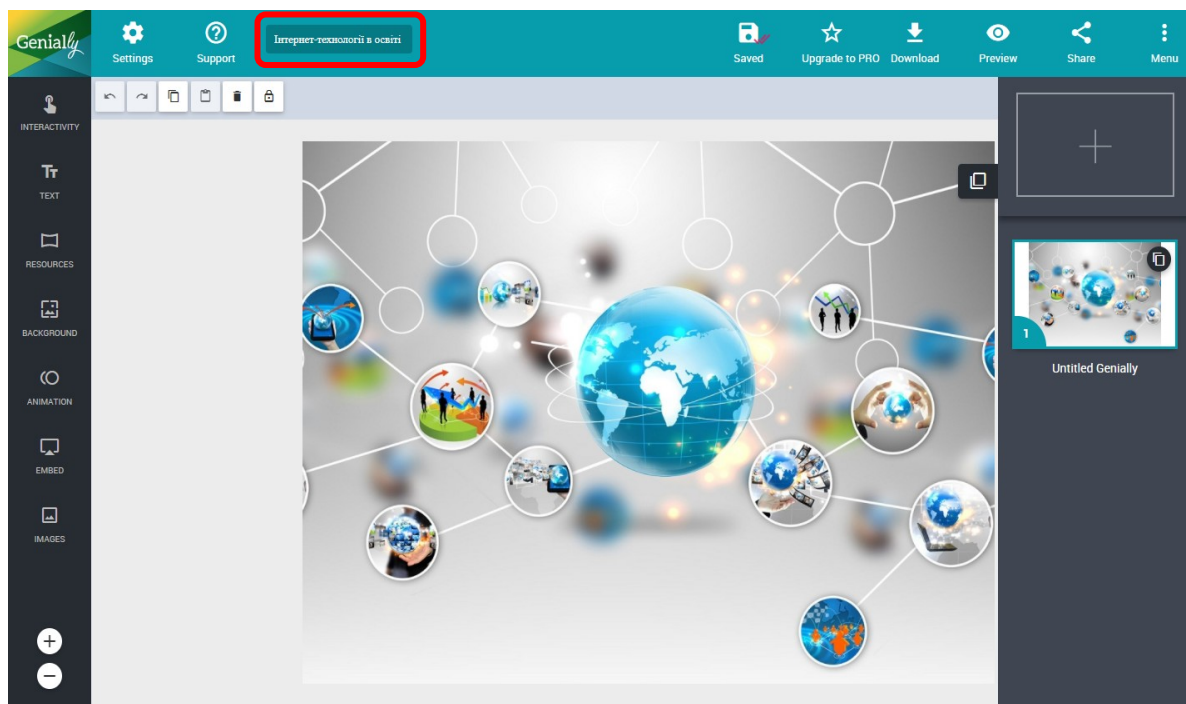 Genially
Settings
Support
Інтернет-технології в освіті
Saved
Upgrade to PRO
Download
Preview
Share
Menu
INTERACTIVITY
Tт
TEXT
RESOURCES
BACKGROUND
ANIMATION
EMBED
IMAGES
1
Untitled Genially